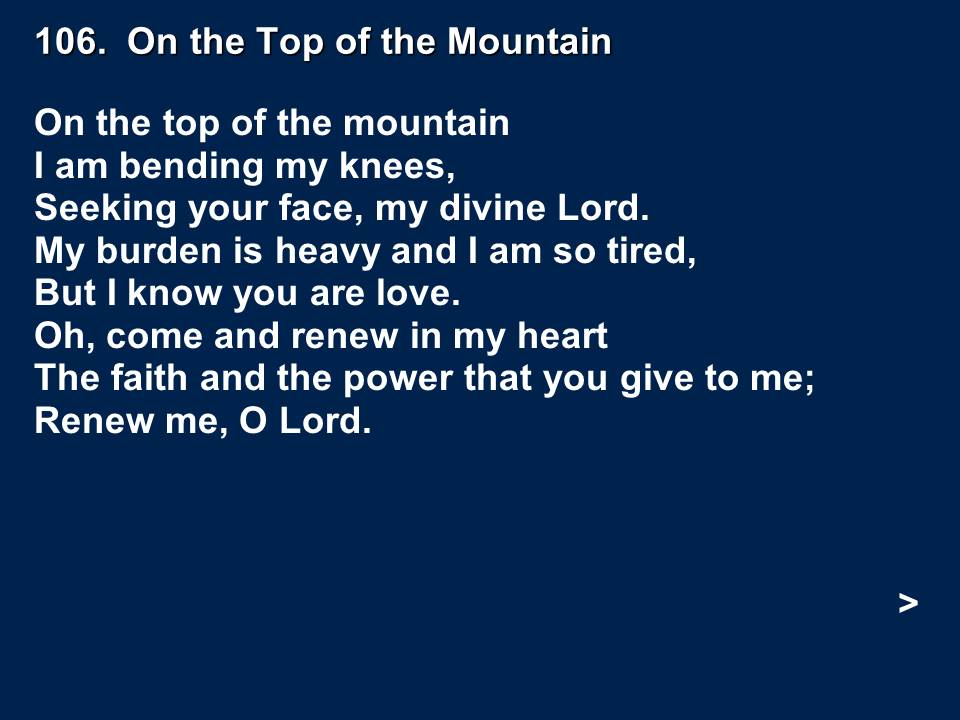 106. On the Top of the Mountain
On the top of the mountain
I am bending my knees,
Seeking your face, my divine Lord.
My burden is heavy and I am so tired,
But I know you are love.
Oh, come and renew in my heart
The faith and the power that you give to me;
Renew me, O Lord.
>